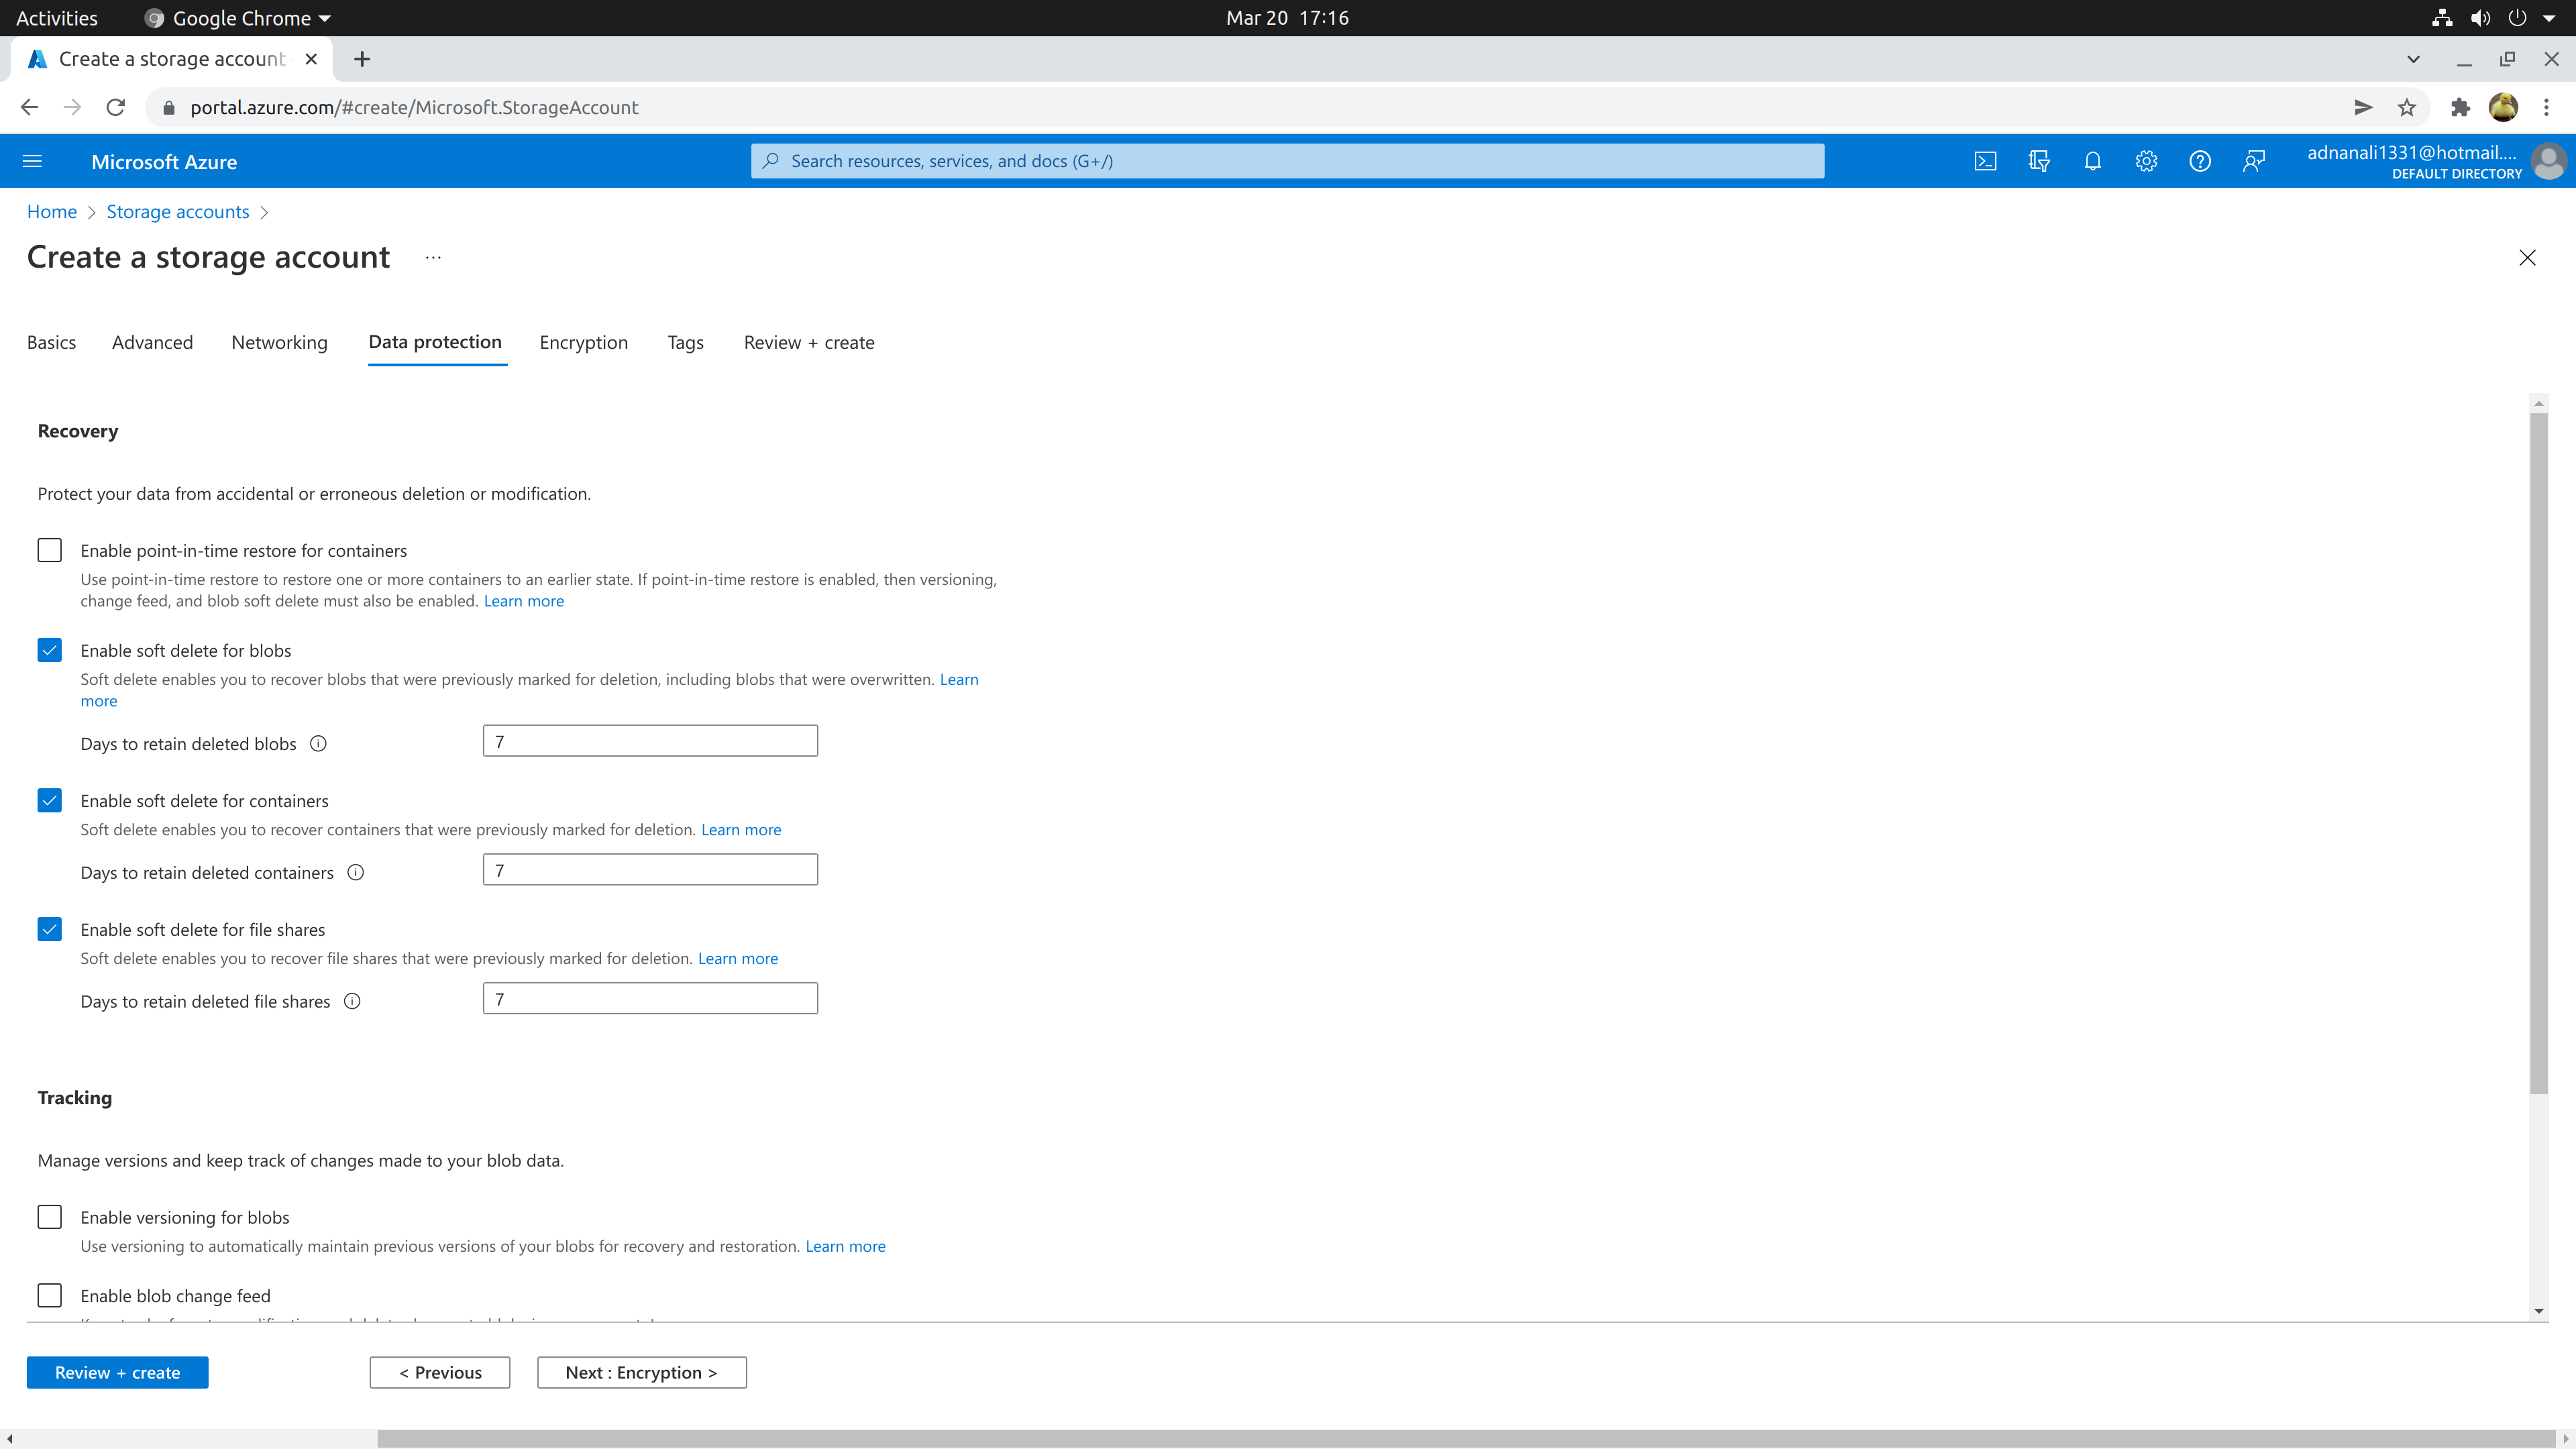 Activities
Google Chrome
Mar 20 17:16
Create a storage account
portal.azure.com/#create/Microsoft.StorageAccount
Microsoft Azure
Search resources, services, and docs (G+/)
adnanali1331@hotmail....
DEFAULT DIRECTORY
Home > Storage accounts >
Create a storage account ...
Basics
Advanced
Networking
Data protection
Encryption
Tags
Review + create
Recovery
Protect your data from accidental or erroneous deletion or modification.
Enable point-in-time restore for containers
Use point-in-time restore to restore one or more containers to an earlier state. If point-in-time restore is enabled, then versioning,
change feed, and blob soft delete must also be enabled. Learn more
Enable soft delete for blobs
Soft delete enables you to recover blobs that were previously marked for deletion, including blobs that were overwritten. Learn
more
Days to retain deleted blobs
7
Enable soft delete for containers
Soft delete enables you to recover containers that were previously marked for deletion. Learn more
Days to retain deleted containers
7
Enable soft delete for file shares
Soft delete enables you to recover file shares that were previously marked for deletion. Learn more
Days to retain deleted file shares
7
Tracking
Manage versions and keep track of changes made to your blob data.
Enable versioning for blobs
Use versioning to automatically maintain previous versions of your blobs for recovery and restoration. Learn more
Enable blob change feed
Review + create
< Previous
Next : Encryption >